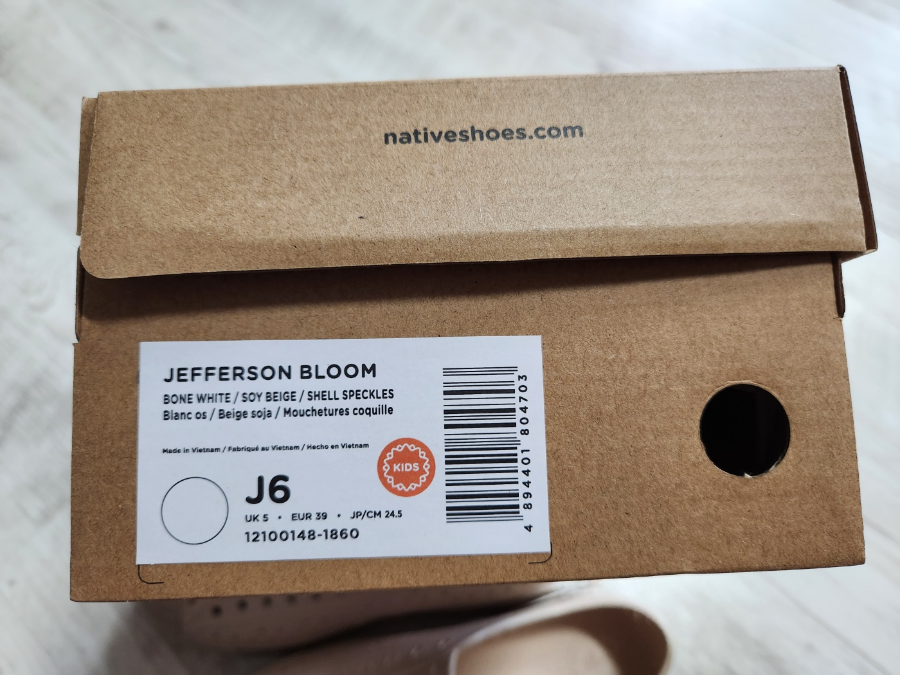 nativeshoes.com
JEFFERSON BLOOM
BONE WHITE / SOY BEIGE / SHELL SPECKLES
Blanc os / Beige soja / Mouchetures coquille
Made in Vietnam / Fabriqué au Vietnam / Hecho en Vietnam
KIDS
J6
UK 5 • EUR 39 • JP/CM 24.5
12100148-1860
4 894401 804703